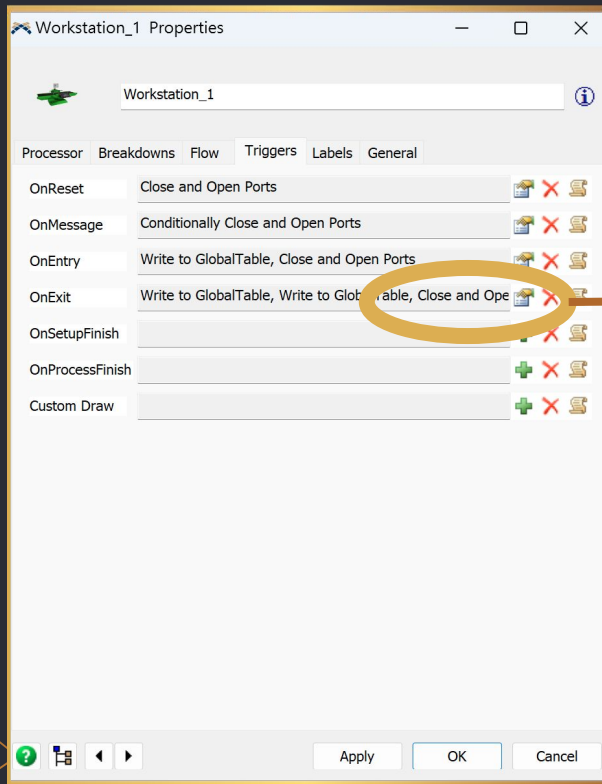 Workstation_1 Properties
Workstation_1
Processor Breakdowns Flow Triggers Labels General
OnReset Close and Open Ports
OnMessage Conditionally Close and Open Ports
OnEntry Write to GlobalTable, Close and Open Ports
OnExit Write to GlobalTable, Write to Glob Table, Close and Ope
OnSetupFinish
OnProcessFinish
Custom Draw
Apply OK Cancel